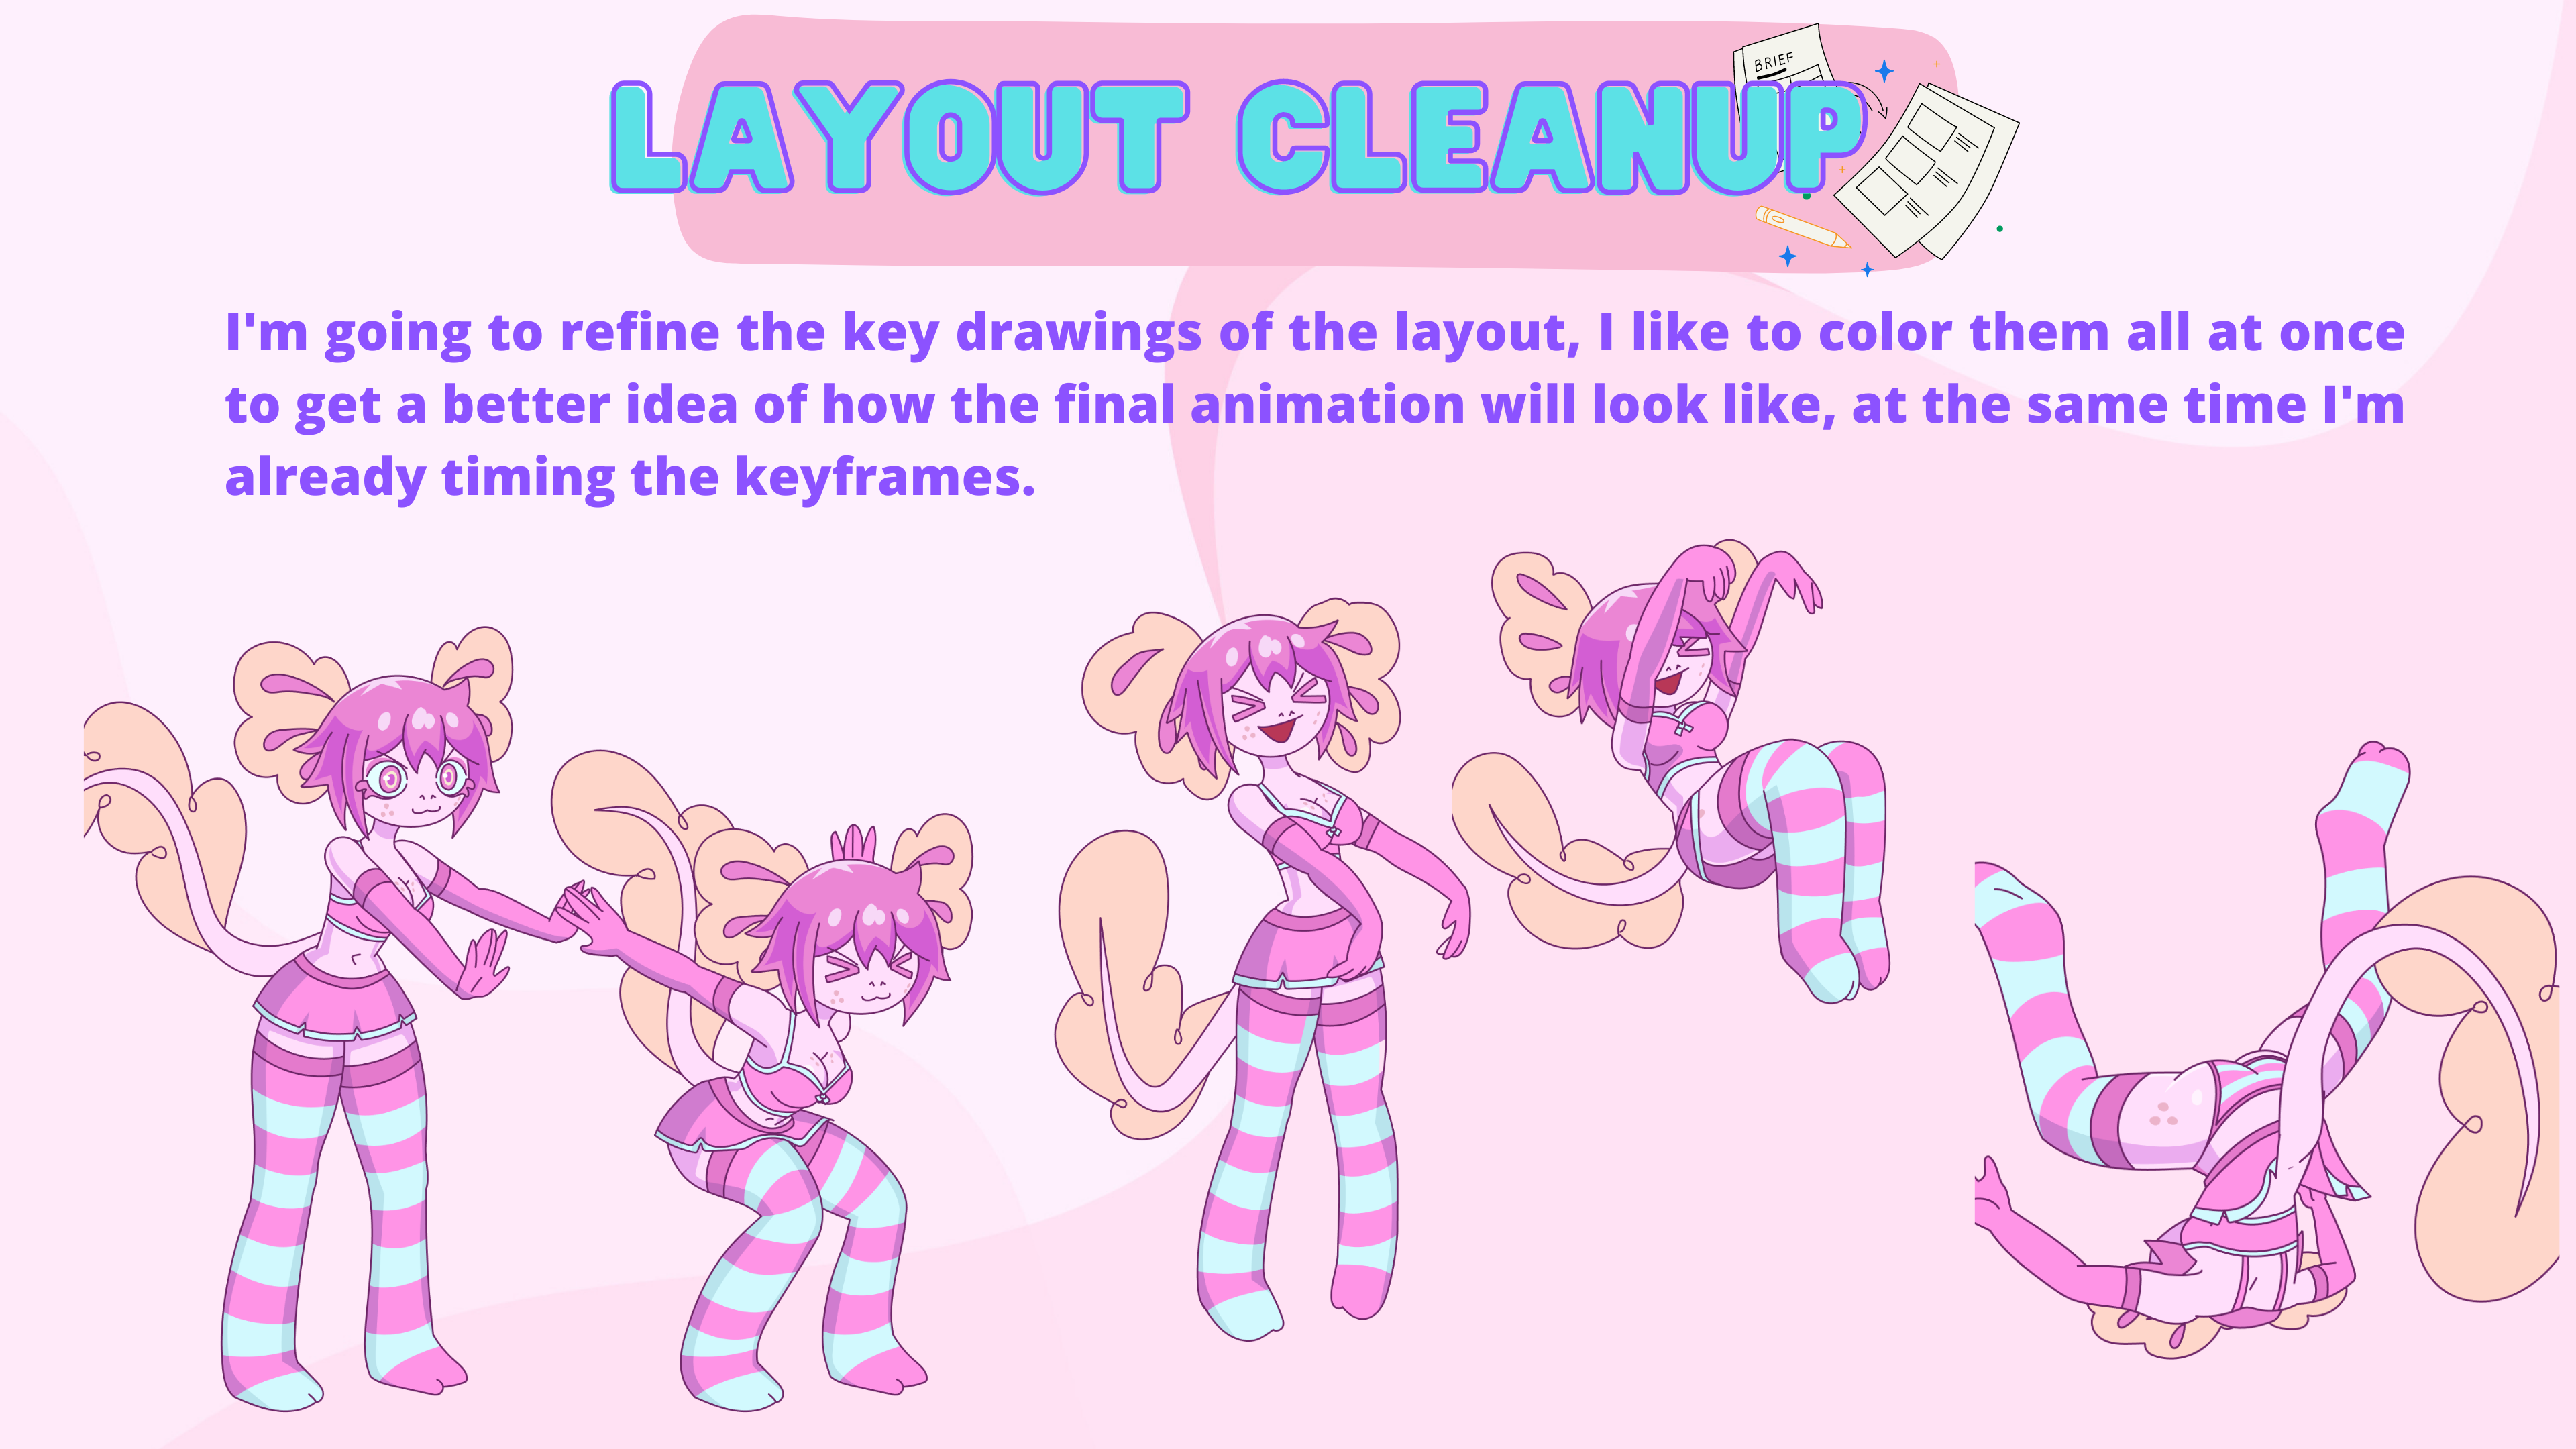 LAYOUT CLEANUP
BRIEF
I'm going to refine the key drawings of the layout, I like to color them all at once
to get a better idea of how the final animation will look like, at the same time I'm
already timing the keyframes.